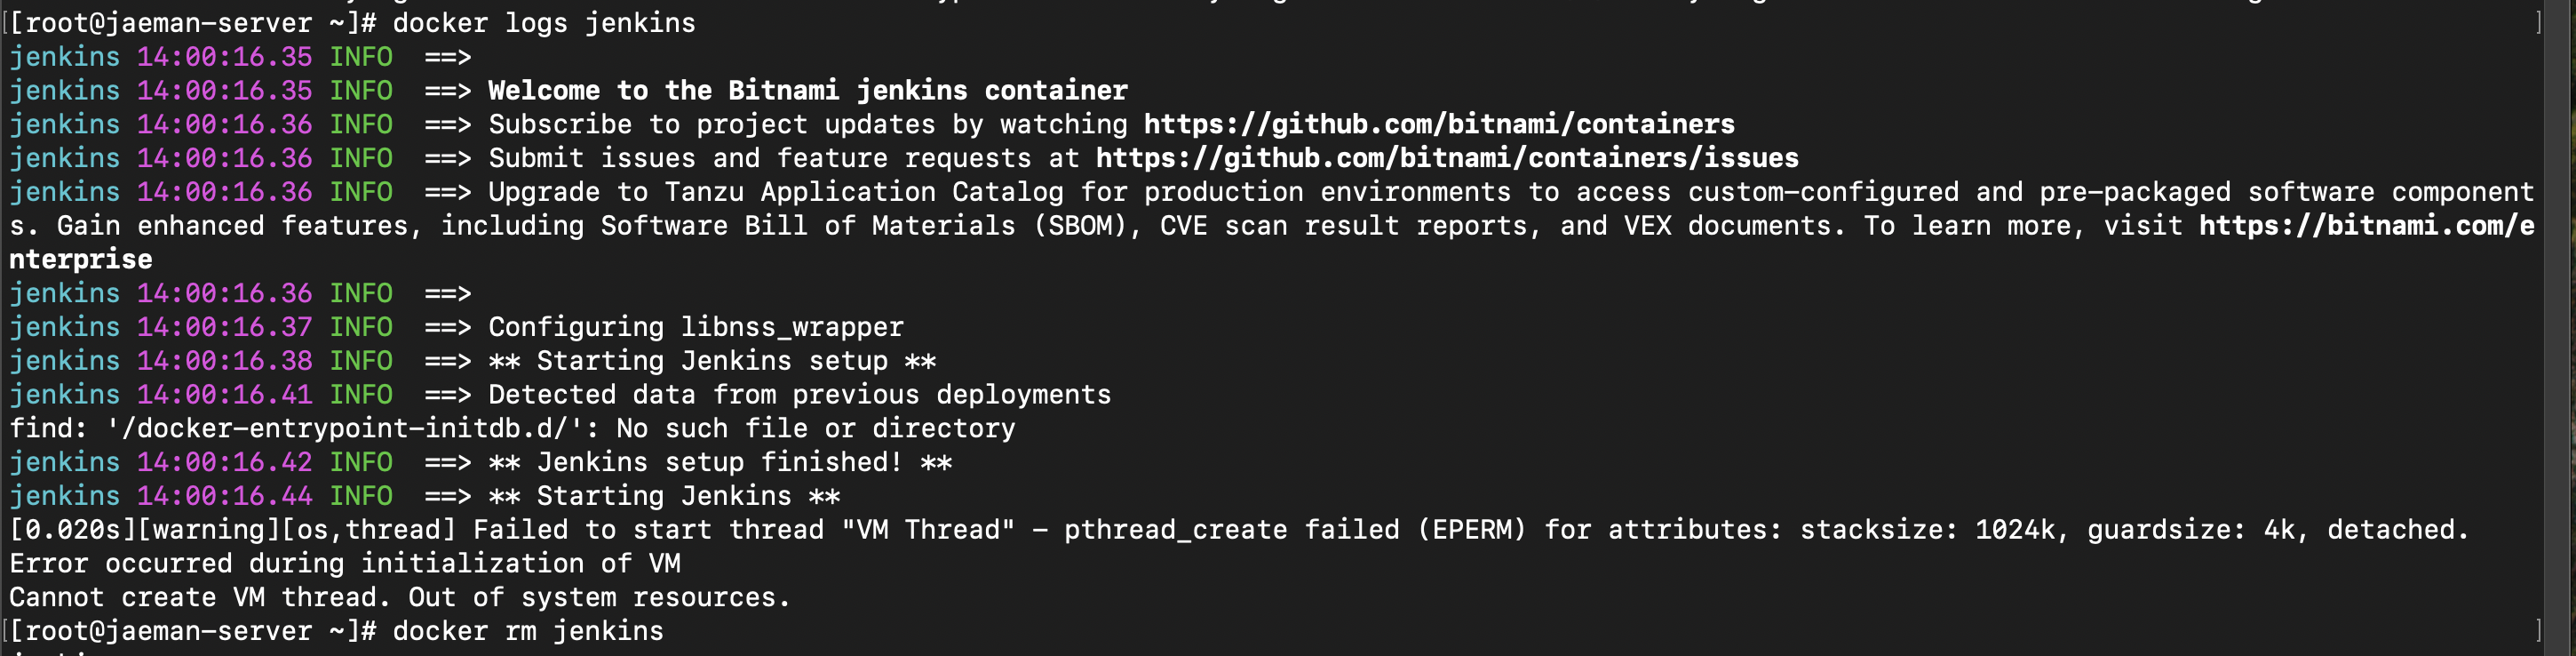 [[root@jaeman-server ~]# docker logs jenkins ]
jenkins 14:00:16.35 INFO  ==>
jenkins 14:00:16.35 INFO  ==> Welcome to the Bitnami jenkins container
jenkins 14:00:16.36 INFO  ==> Subscribe to project updates by watching https://github.com/bitnami/containers
jenkins 14:00:16.36 INFO  ==> Submit issues and feature requests at https://github.com/bitnami/containers/issues
jenkins 14:00:16.36 INFO  ==> Upgrade to Tanzu Application Catalog for production environments to access custom-configured and pre-packaged software component
s. Gain enhanced features, including Software Bill of Materials (SBOM), CVE scan result reports, and VEX documents. To learn more, visit https://bitnami.com/e
nterprise
jenkins 14:00:16.36 INFO  ==>
jenkins 14:00:16.37 INFO  ==> Configuring libnss_wrapper
jenkins 14:00:16.38 INFO  ==> ** Starting Jenkins setup **
jenkins 14:00:16.41 INFO  ==> Detected data from previous deployments
find: '/docker-entrypoint-initdb.d/': No such file or directory
jenkins 14:00:16.42 INFO  ==> ** Jenkins setup finished! **
jenkins 14:00:16.44 INFO  ==> ** Starting Jenkins **
[0.020s][warning][os,thread] Failed to start thread "VM Thread" - pthread_create failed (EPERM) for attributes: stacksize: 1024k, guardsize: 4k, detached.
Error occurred during initialization of VM
Cannot create VM thread. Out of system resources.
[[root@jaeman-server ~]# docker rm jenkins ]